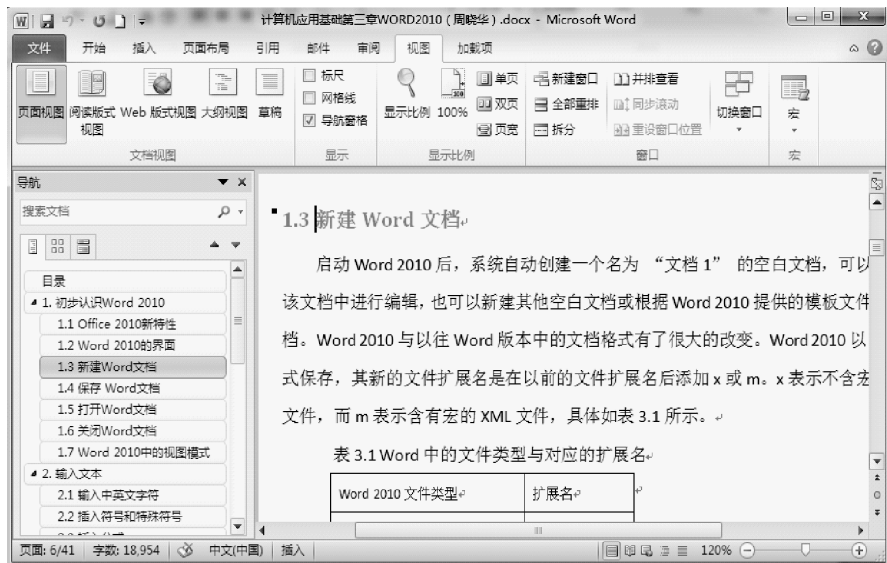 计算机应用基础第三章WORD2010（周晓华）.docx - Microsoft Word
文件 开始 插入 页面布局 引用 邮件 审阅 视图 加载项
页面视图 阅读版式视图 Web 版式视图 大纲视图 草稿
文档视图
标尺
网格线
导航窗格
显示
显示比例 100%
单页
双页
页宽
显示比例
新建窗口
全部重排
拆分
并排查看
同步滚动
重设窗口位置
切换窗口
窗口
宏
宏
导航
搜索文档
目录
1. 初步认识Word 2010
1.1 Office 2010新特性
1.2 Word 2010的界面
1.3 新建Word文档
1.4 保存 Word文档
1.5 打开Word文档
1.6 关闭Word文档
1.7 Word 2010中的视图模式
2. 输入文本
2.1 输入中英文字符
2.2 插入符号和特殊符号
1.3 新建 Word 文档
启动 Word 2010 后，系统自动创建一个名为 “文档 1” 的空白文档，可以
该文档中进行编辑，也可以新建其他空白文档或根据 Word 2010 提供的模板文件
档。Word 2010 与以往 Word 版本中的文档格式有了很大的改变。Word 2010 以
式保存，其新的文件扩展名是在以前的文件扩展名后添加 x 或 m。x 表示不含宏
文件，而 m 表示含有宏的 XML 文件，具体如表 3.1 所示。
表 3.1 Word 中的文件类型与对应的扩展名
Word 2010 文件类型 扩展名
页面: 6/41 字数: 18,954 中文(中国) 插入 120%